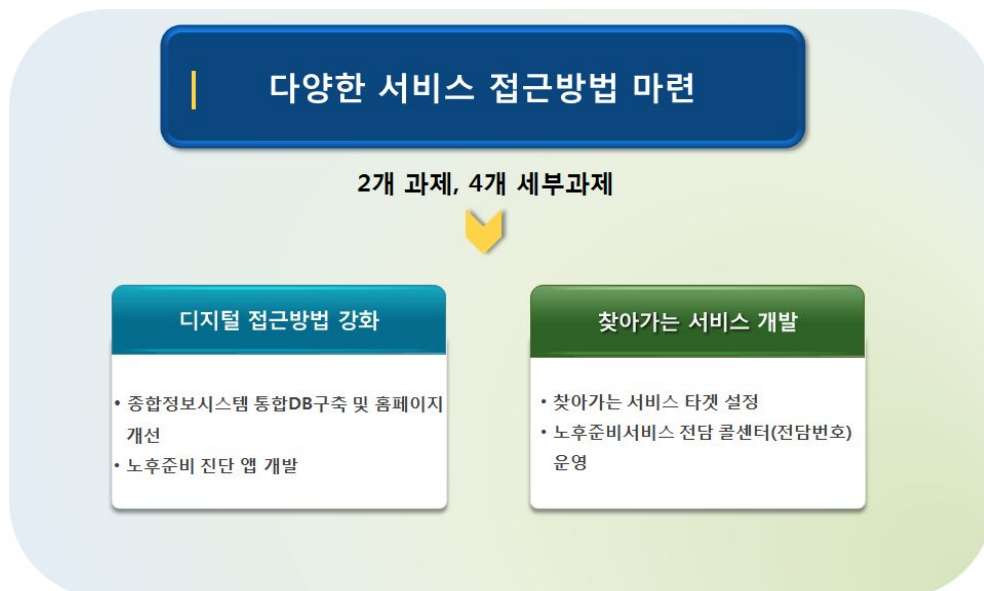 다양한 서비스 접근방법 마련
2개 과제, 4개 세부과제
디지털 접근방법 강화
• 종합정보시스템 통합DB구축 및 홈페이지
개선
• 노후준비 진단 앱 개발
찾아가는 서비스 개발
• 찾아가는 서비스 타겟 설정
• 노후준비서비스 전담 콜센터(전담번호)
운영